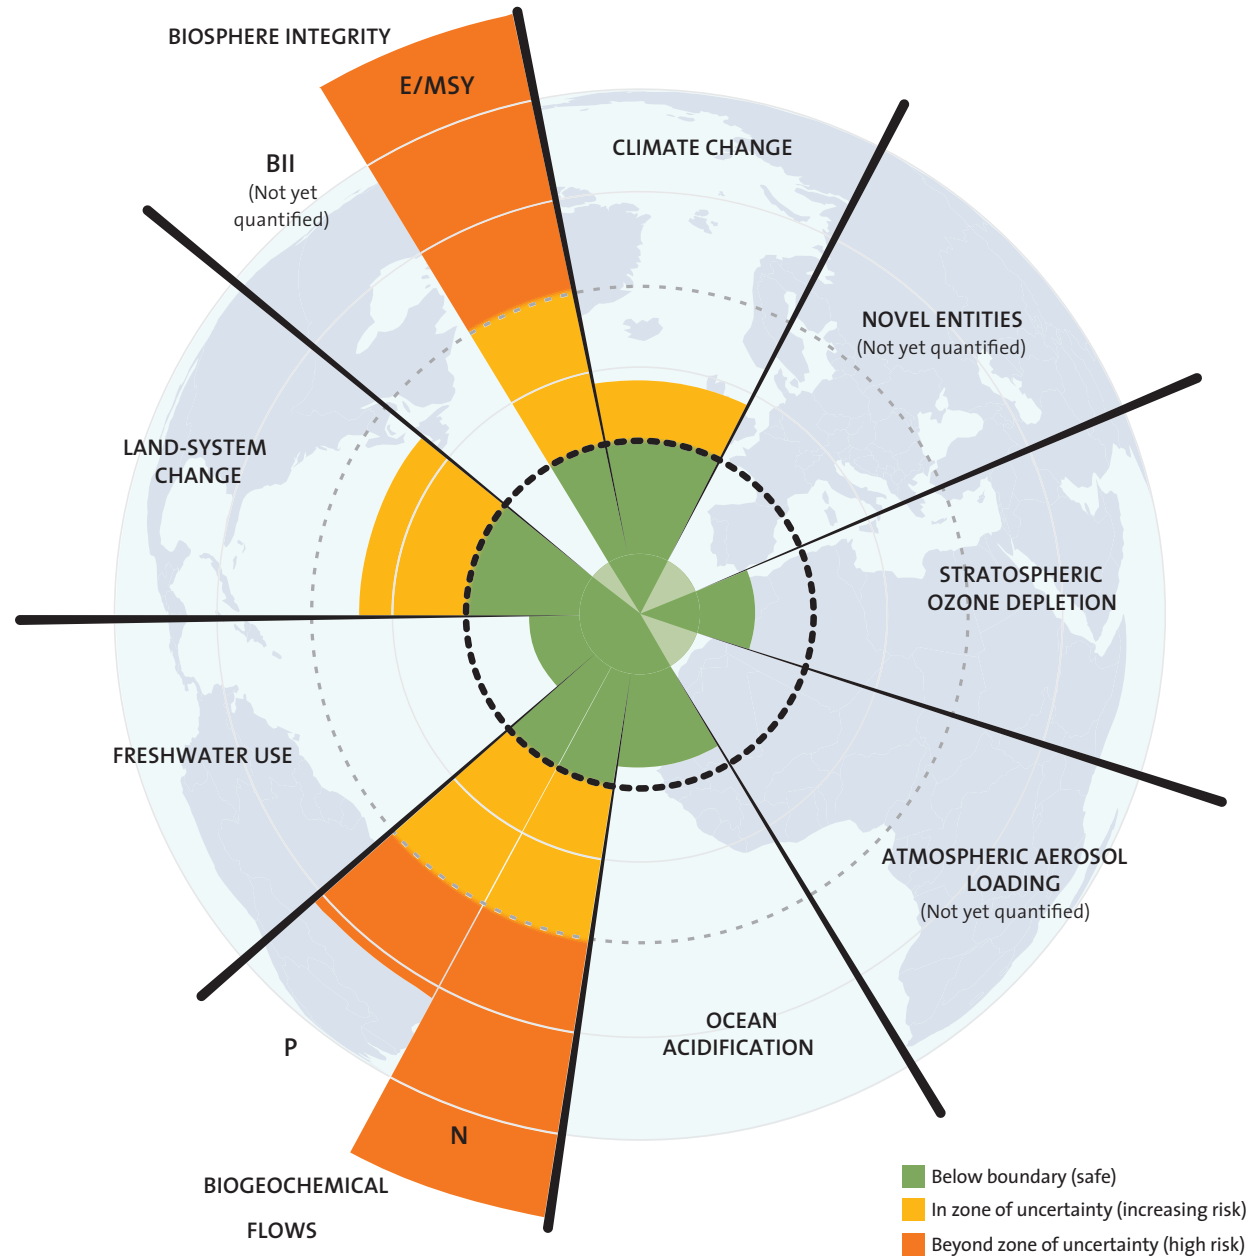 BIOSPHERE INTEGRITY
E/MSY
BII
(Not yet
quantified)
CLIMATE CHANGE
NOVEL ENTITIES
(Not yet quantified)
LAND-SYSTEM
CHANGE
STRATOSPHERIC
OZONE DEPLETION
FRESHWATER USE
ATMOSPHERIC AEROSOL
LOADING
(Not yet quantified)
OCEAN
ACIDIFICATION
P
N
BIOGEOCHEMICAL
FLOWS
Below boundary (safe)
In zone of uncertainty (increasing risk)
Beyond zone of uncertainty (high risk)